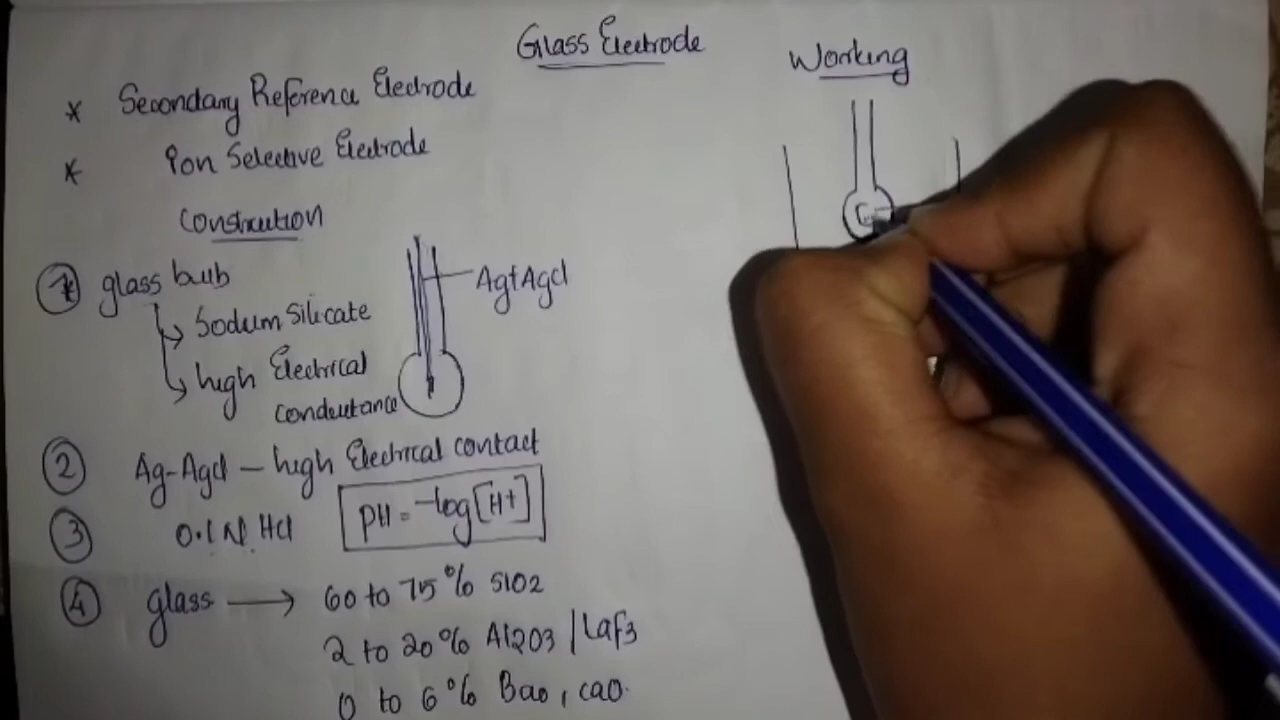 Glass Electrode
* Secondary Reference Electrode
* Ion Selective Electrode
Constrcution
1 glass bulb
→ Sodium Silicate
→ high Electrical
conductance
Ag+Agcl
2 Ag-Agcl - high Electrical contact
3 0.1 N HCl
pH = -log[H+]
4 glass → 60 to 75% SiO2
2 to 20% Al2O3 / LaF3
0 to 6% Bao, cao.
Working